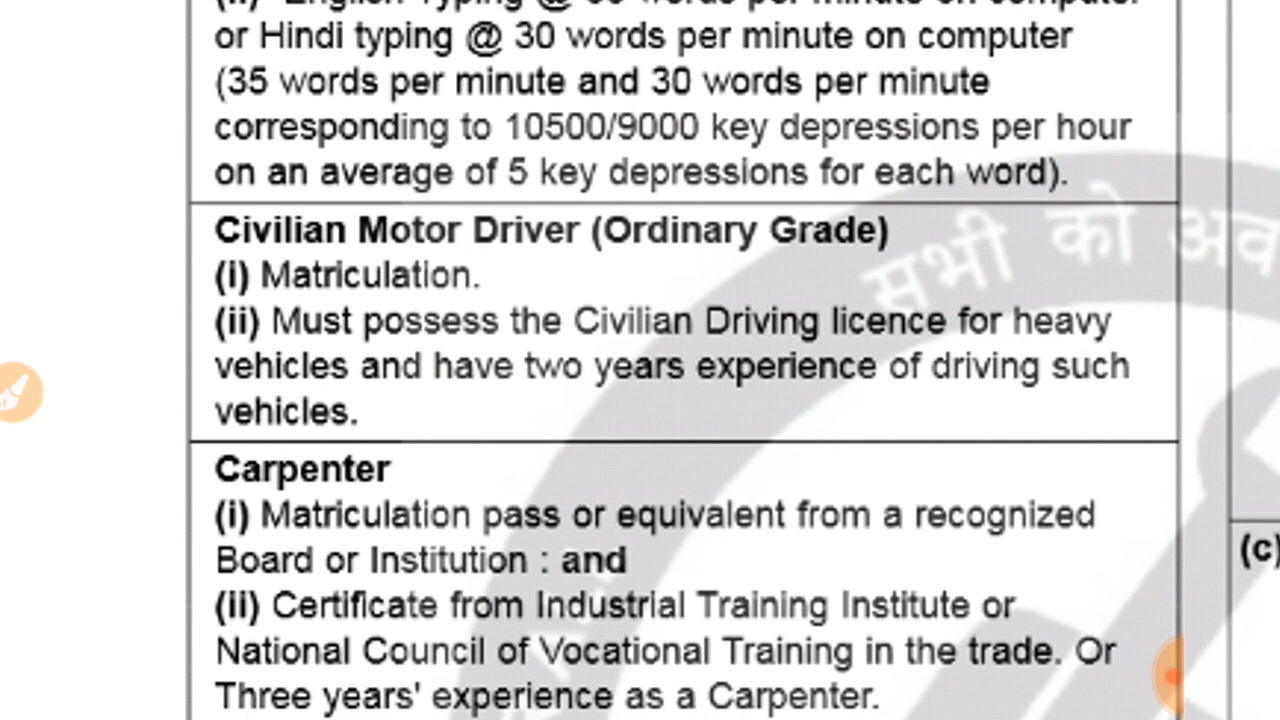 or Hindi typing @ 30 words per minute on computer
(35 words per minute and 30 words per minute
corresponding to 10500/9000 key depressions per hour
on an average of 5 key depressions for each word).
Civilian Motor Driver (Ordinary Grade)
(i) Matriculation.
(ii) Must possess the Civilian Driving licence for heavy
vehicles and have two years experience of driving such
vehicles.
Carpenter
(i) Matriculation pass or equivalent from a recognized
Board or Institution : and
(ii) Certificate from Industrial Training Institute or
National Council of Vocational Training in the trade. Or
Three years' experience as a Carpenter.
सभी को
(c)